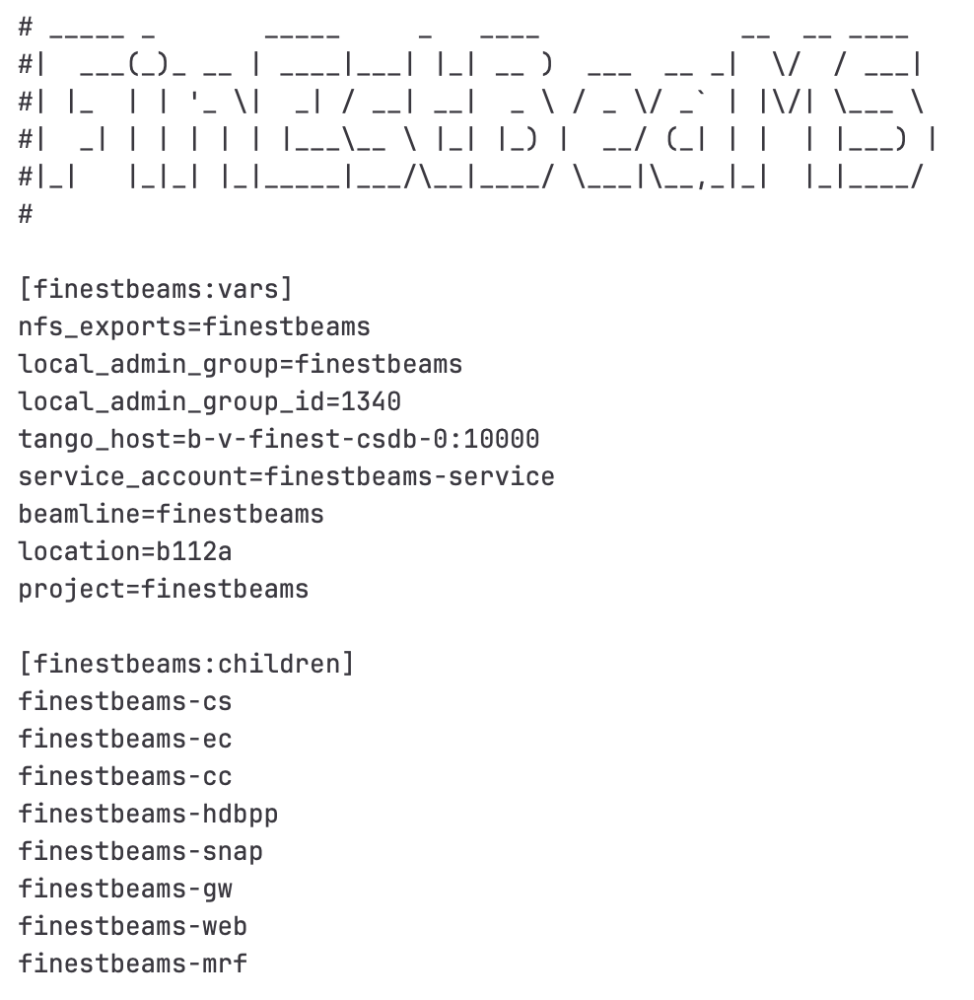 # _____ _       _____     _   ____             __  __ ____
#|  ___(_)_ __ | ____|___| |_| __ )  ___  __ _|  \/  / ___|
#| |_  | | '_ \|  _| / __| __|  _ \ / _ \/ _` | |\/| \___ \
#|  _| | | | | | |___\__ \ |_| |_) |  __/ (_| | |  | |___) |
#|_|   |_|_| |_|_____|___/\__|____/ \___|\__,_|_|  |_|____/
#
[finestbeams:vars]
nfs_exports=finestbeams
local_admin_group=finestbeams
local_admin_group_id=1340
tango_host=b-v-finest-csdb-0:10000
service_account=finestbeams-service
beamline=finestbeams
location=b112a
project=finestbeams
[finestbeams:children]
finestbeams-cs
finestbeams-ec
finestbeams-cc
finestbeams-hdbpp
finestbeams-snap
finestbeams-gw
finestbeams-web
finestbeams-mrf